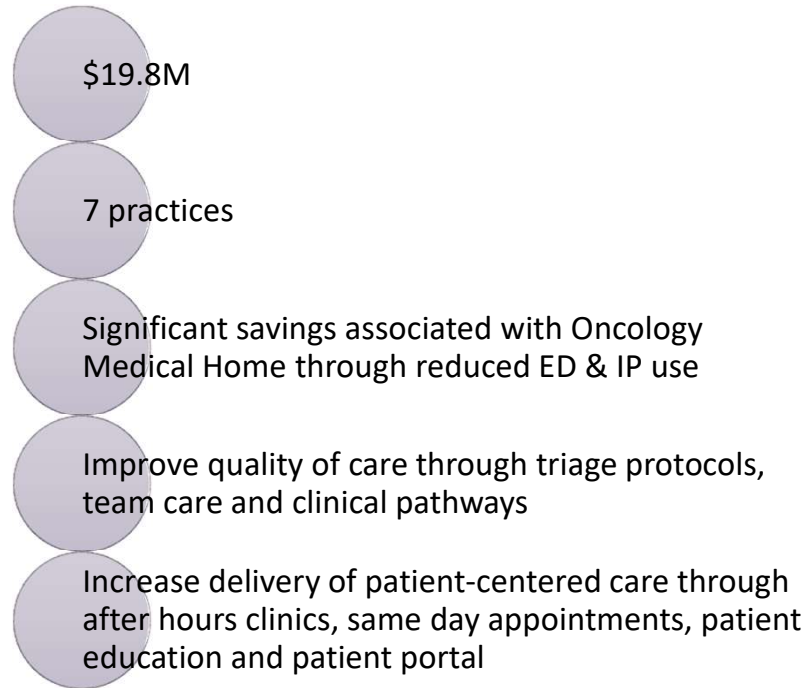 $19.8M
7 practices
Significant savings associated with Oncology
Medical Home through reduced ED & IP use
Improve quality of care through triage protocols,
team care and clinical pathways
Increase delivery of patient-centered care through
after hours clinics, same day appointments, patient
education and patient portal